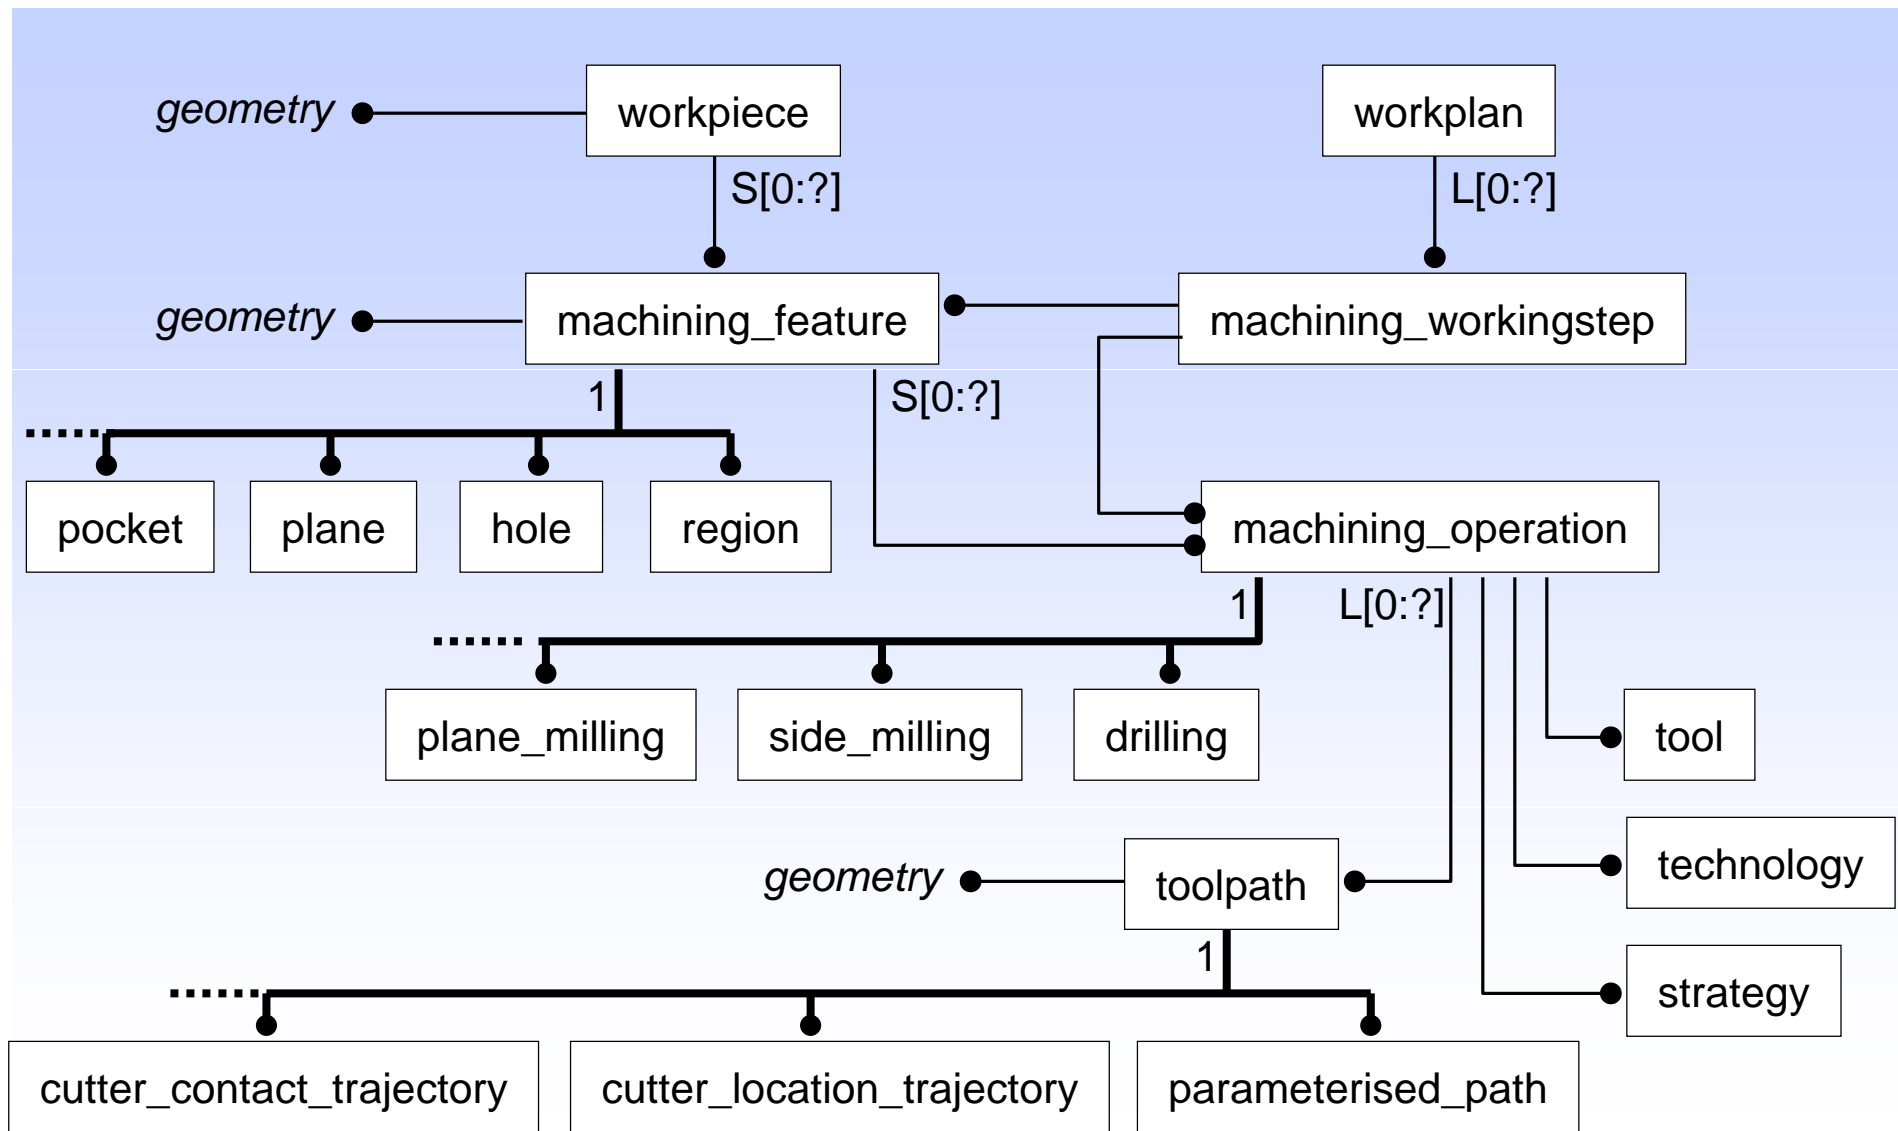 geometry
workpiece
workplan
S[0:?]
L[0:?]
geometry
machining_feature
machining_workingstep
1
S[0:?]
pocket
plane
hole
region
machining_operation
1
L[0:?]
plane_milling
side_milling
drilling
tool
geometry
toolpath
technology
1
strategy
cutter_contact_trajectory
cutter_location_trajectory
parameterised_path